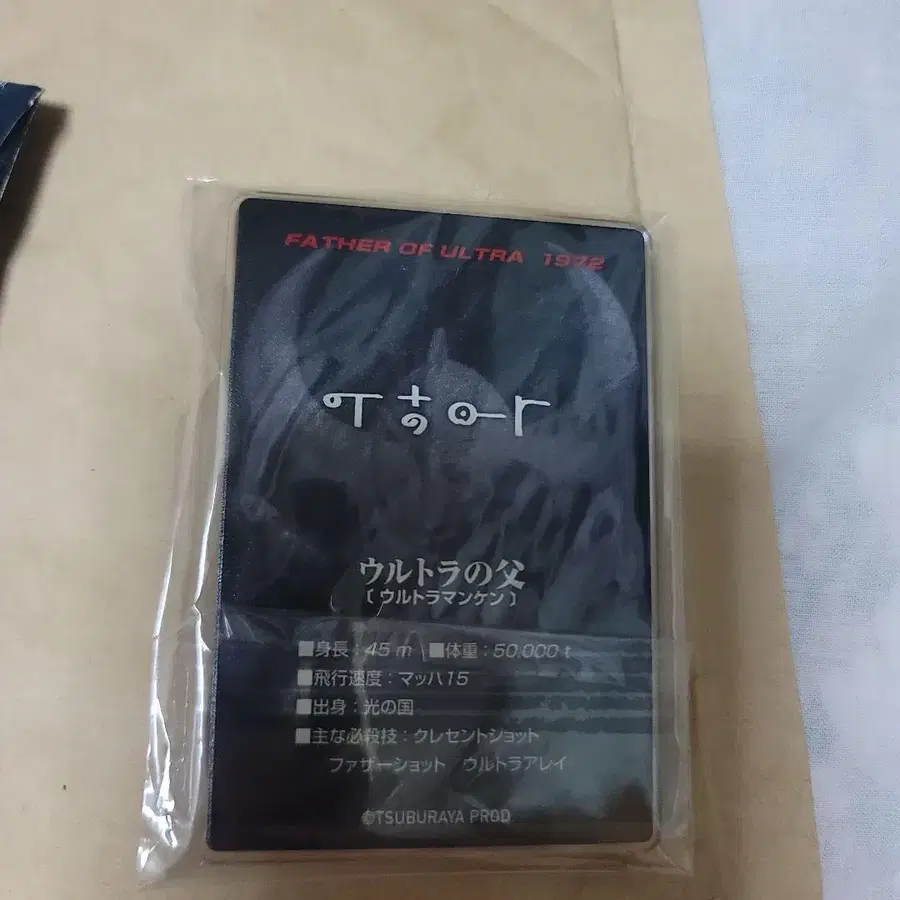 FATHER OF ULTRA 1972
ウルトラの父
〔ウルトラマンケン〕
■身長：45m ■体重：50,000t
■飛行速度：マッハ15
■出身：光の国
■主な必殺技：クレセントショット
ファザーショット ウルトラアレイ
©TSUBURAYA PROD